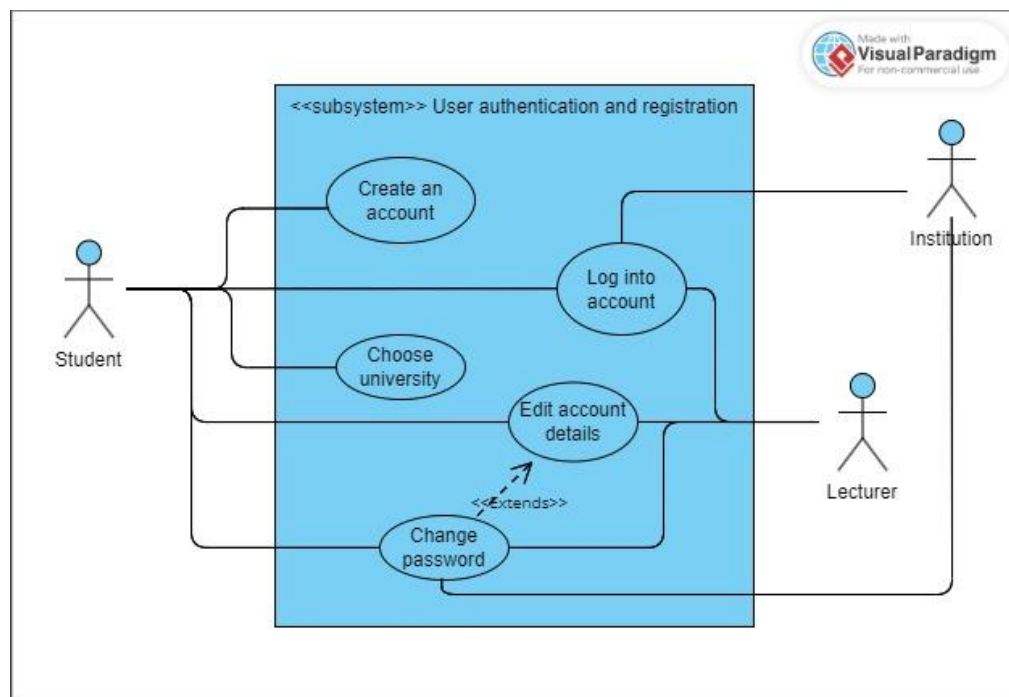 Made with
Visual Paradigm
For non-commercial use
<<subsystem>> User authentication and registration
Create an
account
Institution
Log into
account
Student
Choose
university
Edit account
details
Lecturer
<<Extends>>
Change
password